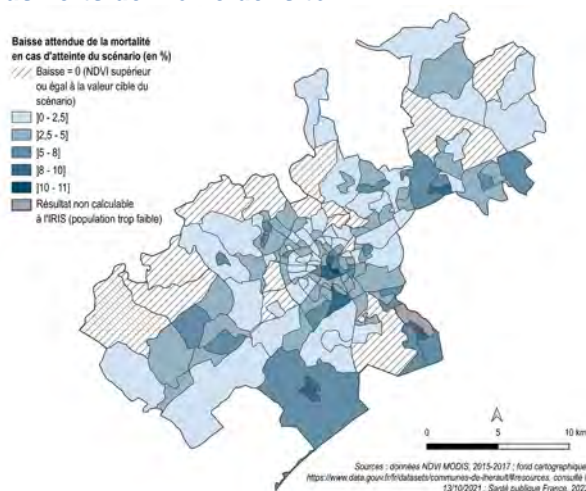 Baisse attendue de la mortalité
en cas d'atteinte du scénario (en %)
Baisse = 0 (NDVI supérieur
ou égal à la valeur cible du
scénario)
]0 - 2,5]
]2,5 - 5]
]5 - 8]
]8 - 10]
]10 - 11]
Résultat non calculable
à l'IRIS (population trop faible)
0 5 10 km
Sources : données NDVI MODIS, 2015-2017 ; fond cartographique
https://www.data.gouv.fr/fr/datasets/communes-de-lherault/#resources, consulté
13/10/2021 ; Santé publique France,